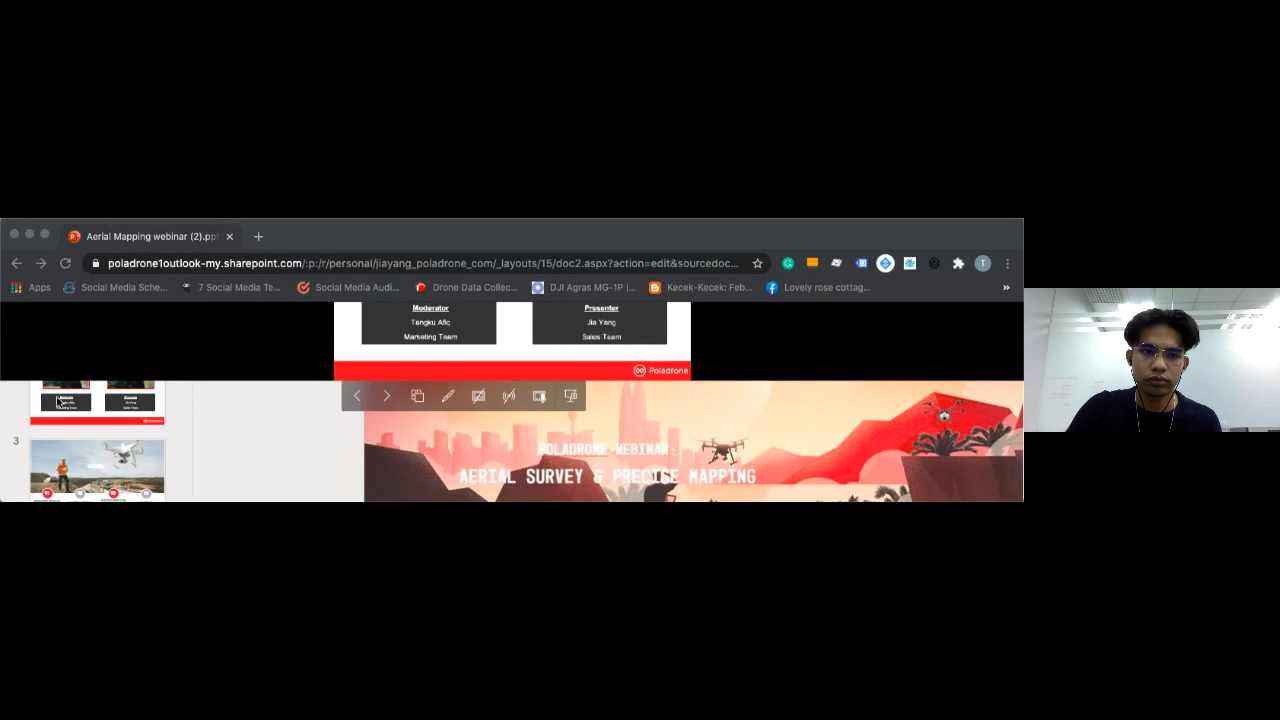 Aerial Mapping webinar (2).pp
poladrone1outlook-my.sharepoint.com/:p:/r/personal/jiayang_poladrone_com/_layouts/15/doc2.aspx?action=edit&sourcedoc...
Apps Social Media Sche... 7 Social Media Te... Social Media Audi... Drone Data Collec... DJI Agras MG-1P |... Kecek-Kecek: Feb... Lovely rose cottag... »
Moderator
Tengku Afiq
Marketing Team
Presenter
Jia Yang
Sales Team
Poladrone
3
POLADRONE WEBINAR:
AERIAL SURVEY & PRECISE MAPPING